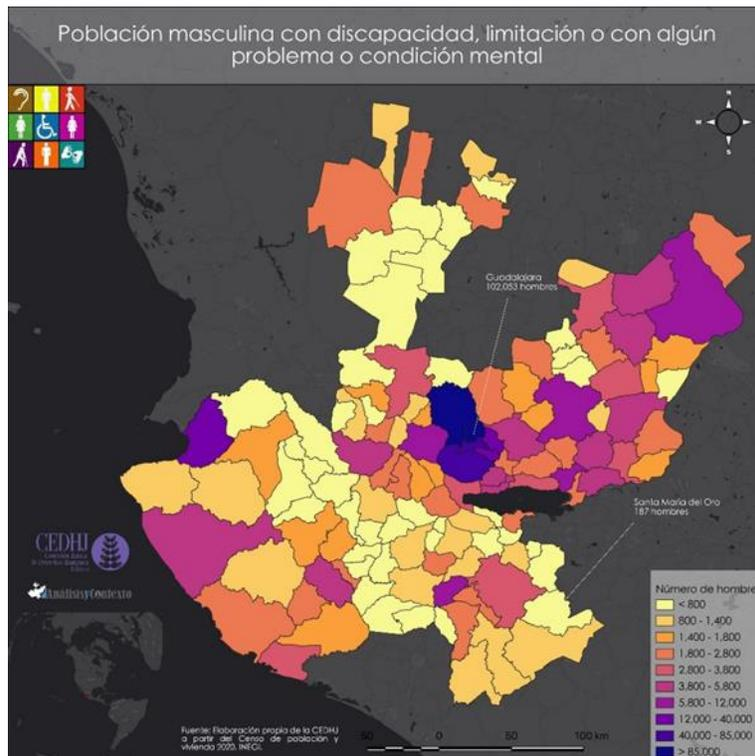 Población masculina con discapacidad, limitación o con algún
problema o condición mental
N
W
E
S
Guadalajara
102,053 hombres
Santa María del Oro
187 hombres
CEDHJ
AnálisisyContexto
Número de hombre
< 800
800 - 1,400
1,400 - 1,800
1,800 - 2,800
2,800 - 3,800
3,800 - 5,800
5,800 - 12,000
12,000 - 40,000
40,000 - 85,000
> 85,000
Fuente: Elaboración propia de la CEDHJ
a partir del Censo de población y
vivienda 2020. INEGI.
50
0
50
100 km